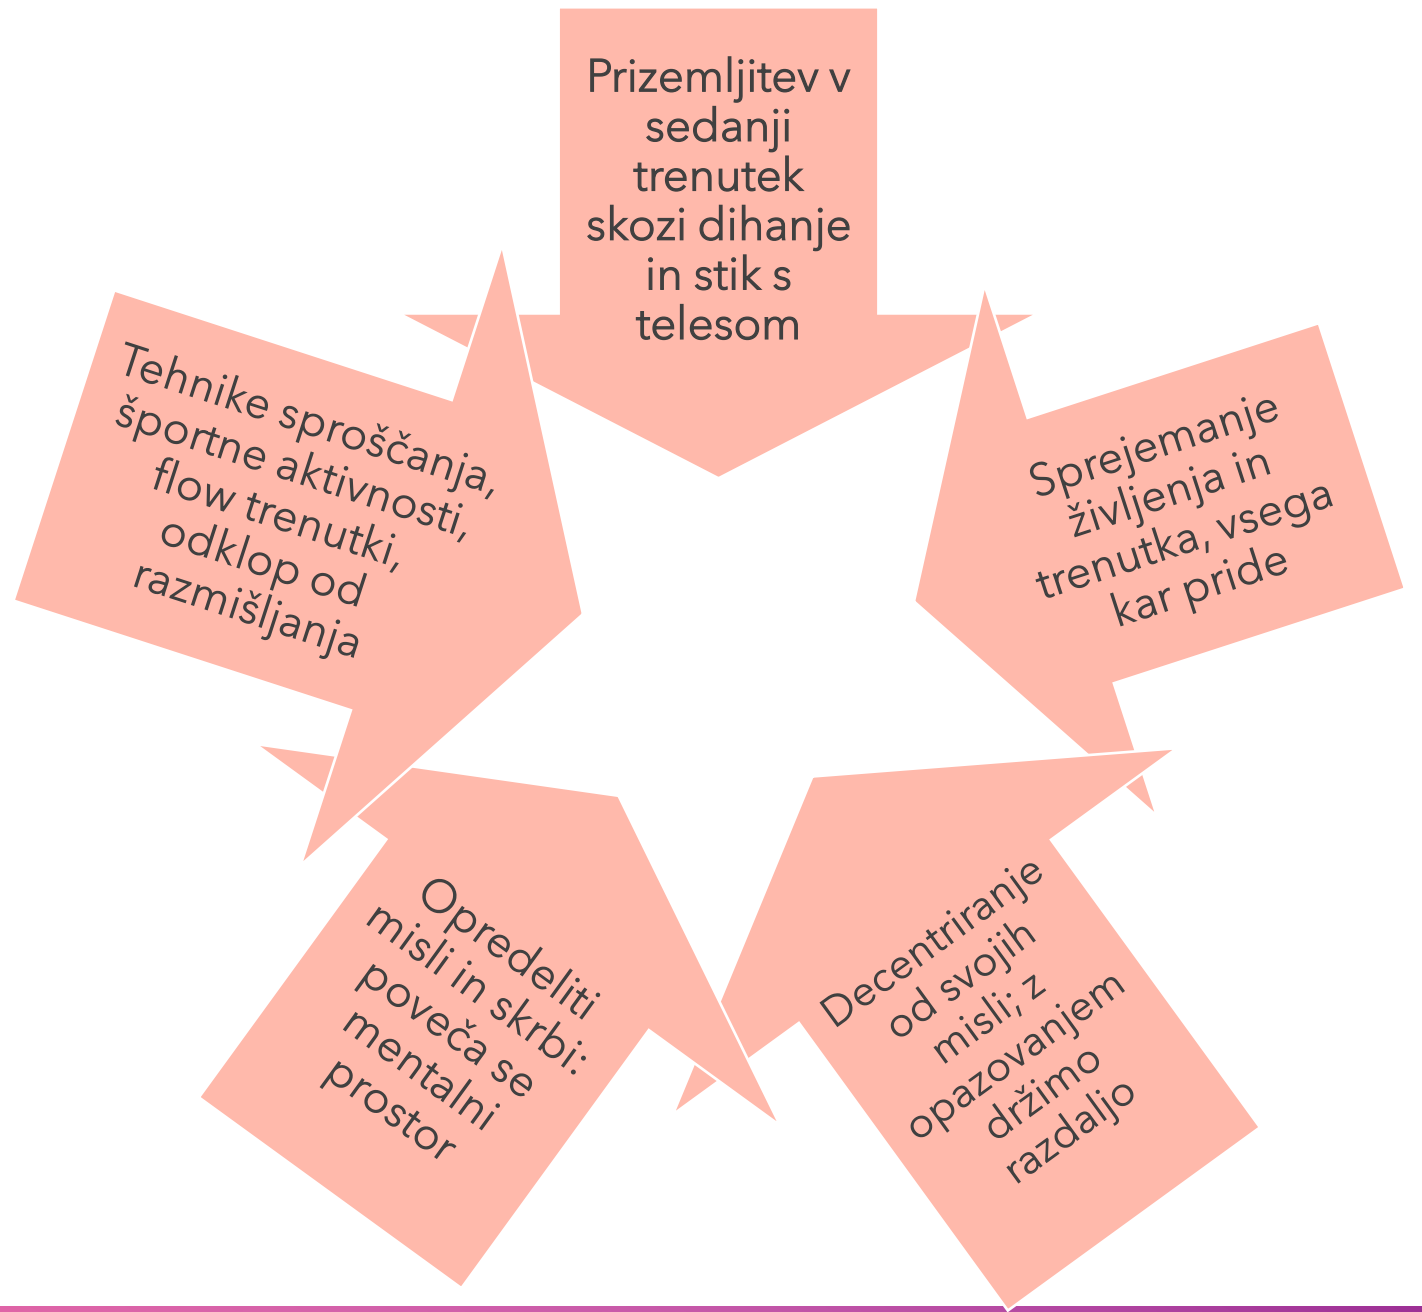 Prizemljitev v
sedanji
trenutek
skozi dihanje
in stik s
telesom
Sprejemanje
življenja in
trenutka, vsega
kar pride
Decentriranje
od svojih
misli; z
opazovanjem
držimo
razdaljo
Opredeliti
misli in skrbi:
poveča se
mentalni
prostor
Tehnike sproščanja,
športne aktivnosti,
flow trenutki,
odklop od
razmišljanja